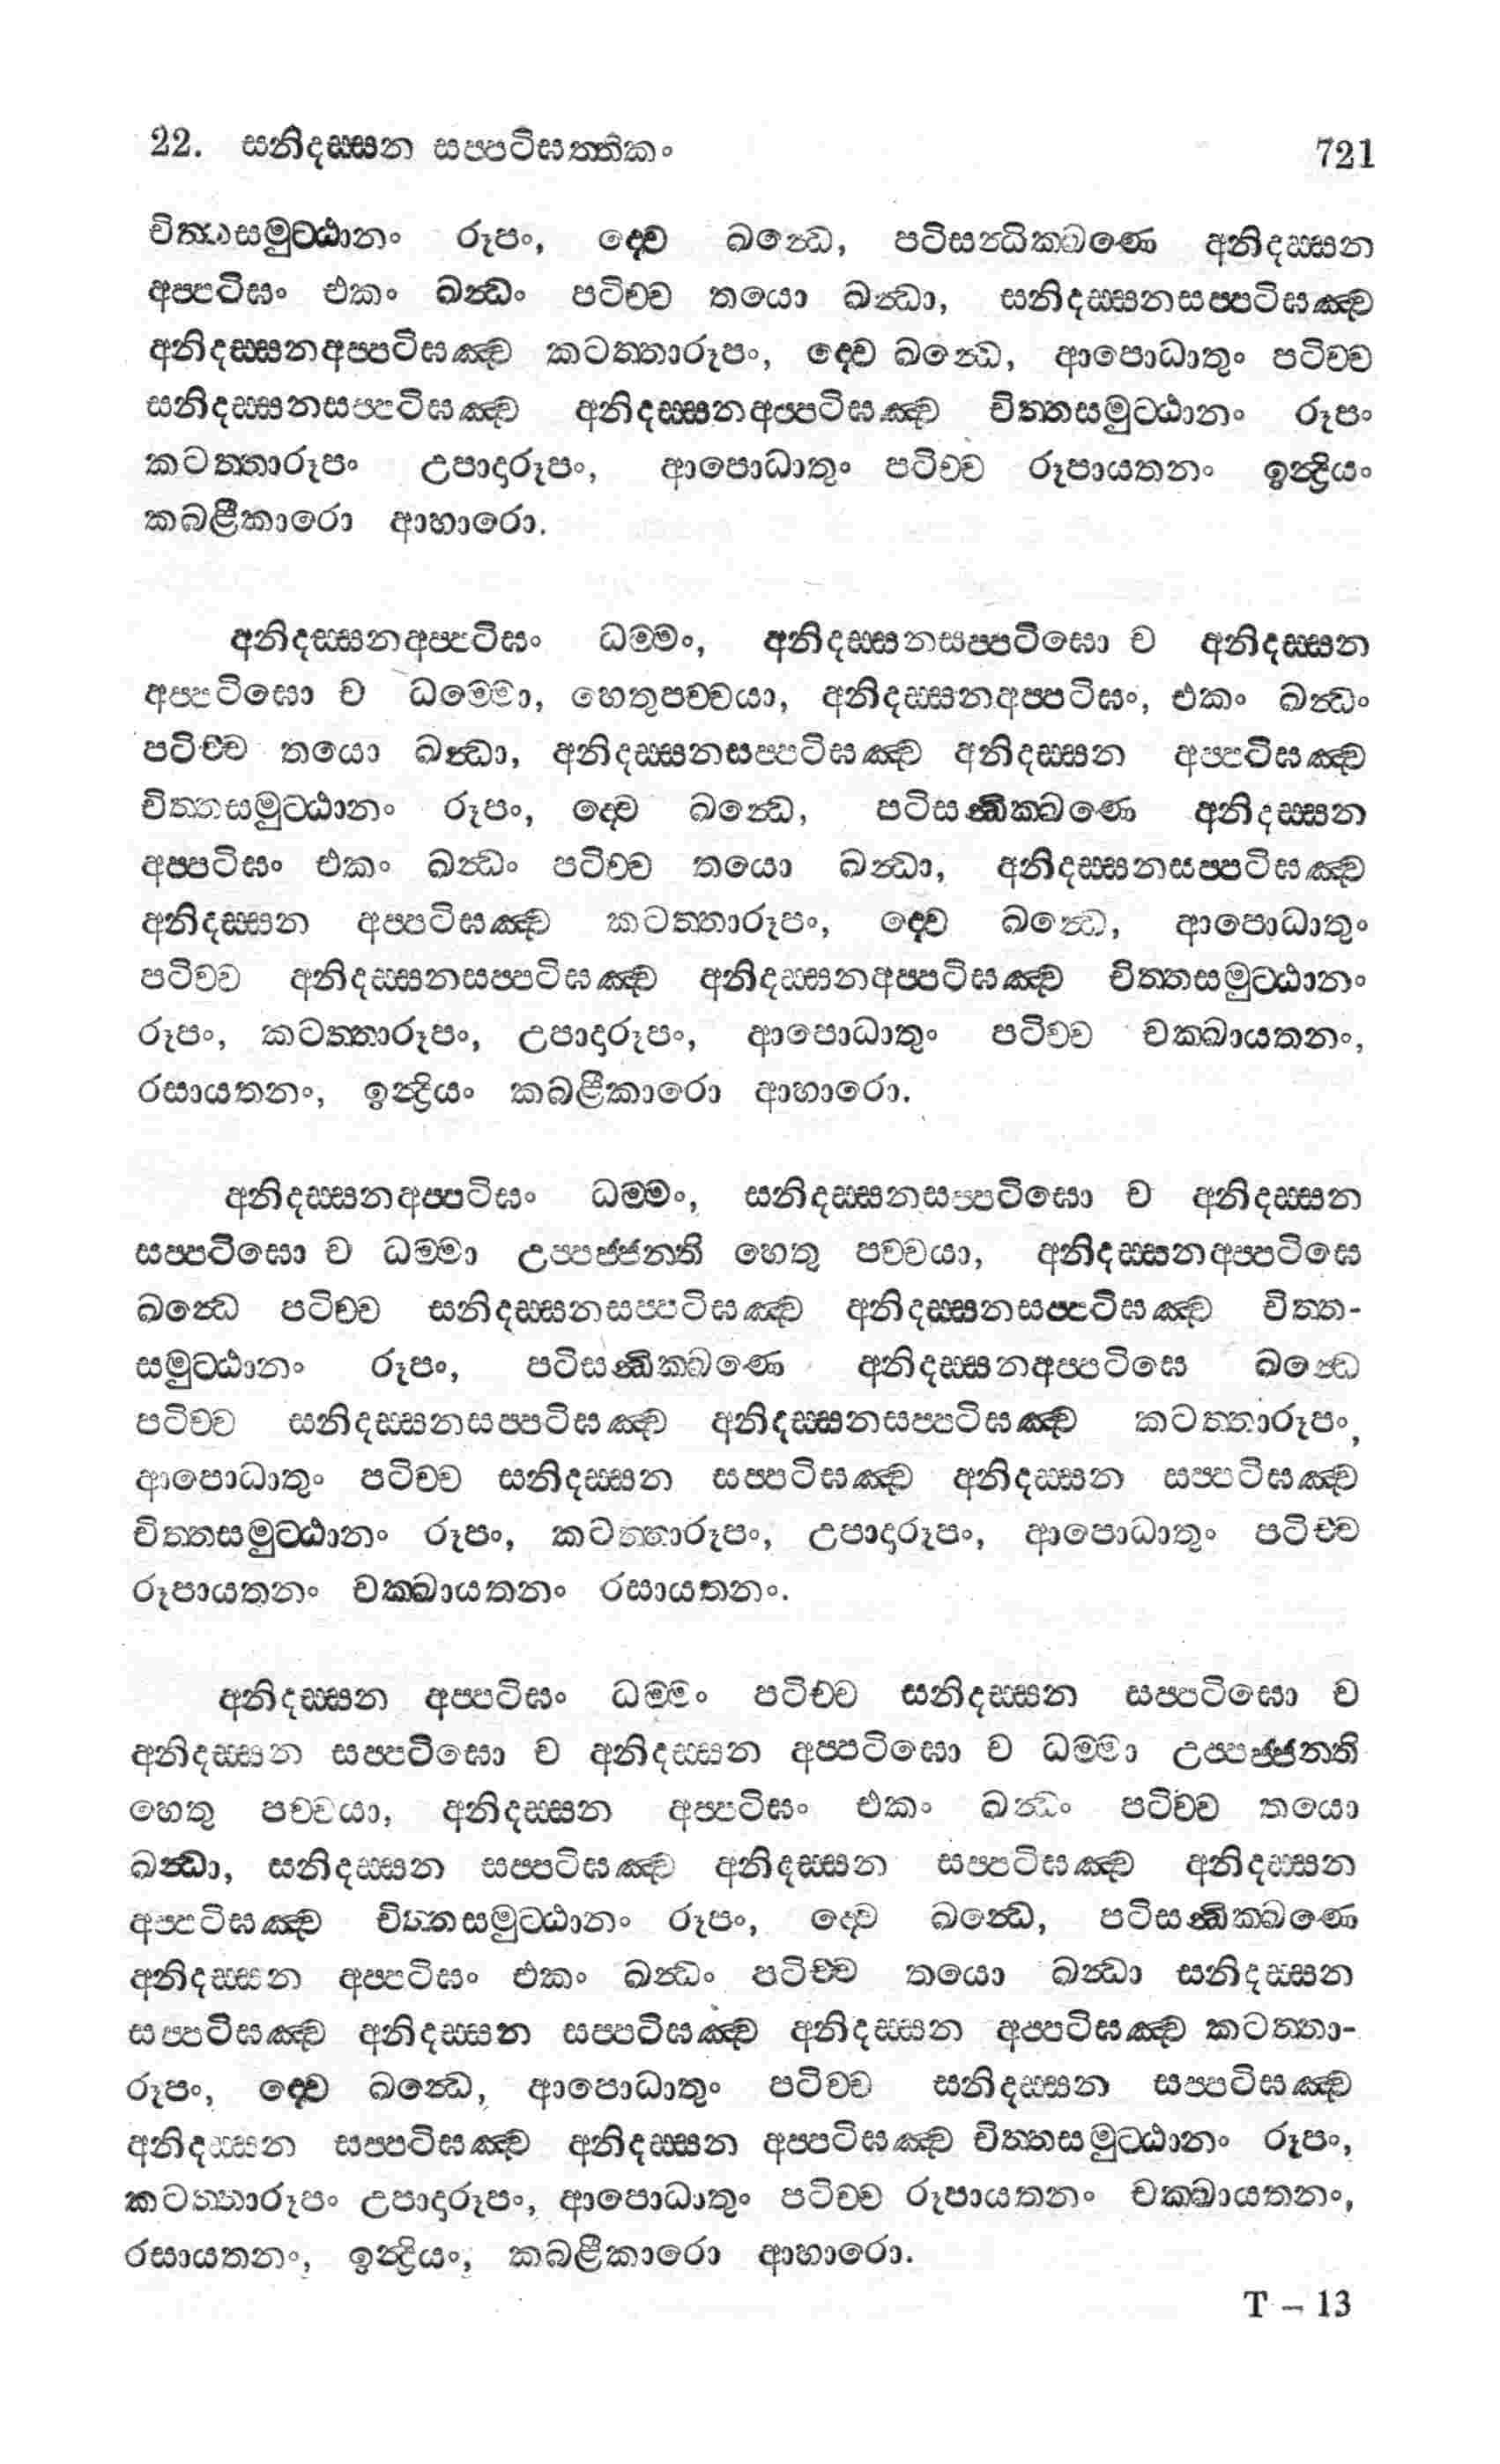 22. සනිදස්සන සප්පටිඝත්තිකං 721
චිත්තසමුට්ඨානං රූපං, ද්වෙ ඛන්ධෙ, පටිසන්ධික්ඛණෙ අනිදස්සන
අප්පටිඝං එකං ඛන්ධං පටිච්ච තයො ඛන්ධා, සනිදස්සනසප්පටිඝඤ්ච
අනිදස්සනඅප්පටිඝඤ්ච කටත්තාරූපං, ද්වෙ ඛන්ධෙ, ආපොධාතුං පටිච්ච
සනිදස්සනසප්පටිඝඤ්ච අනිදස්සනඅප්පටිඝඤ්ච චිත්තසමුට්ඨානං රූපං
කටත්තාරූපං උපාදාරූපං, ආපොධාතුං පටිච්ච රූපායතනං ඉන්ද්‍රියං
කබළීකාරො ආහාරො.
අනිදස්සනඅප්පටිඝං ධම්මං, අනිදස්සනසප්පටිඝො ච අනිදස්සන
අප්පටිඝො ච ධම්මො, හෙතුපච්චයා, අනිදස්සනඅප්පටිඝං, එකං ඛන්ධං
පටිච්ච තයො ඛන්ධා, අනිදස්සනසප්පටිඝඤ්ච අනිදස්සන අප්පටිඝඤ්ච
චිත්තසමුට්ඨානං රූපං, ද්වෙ ඛන්ධෙ, පටිසන්ධික්ඛණෙ අනිදස්සන
අප්පටිඝං එකං ඛන්ධං පටිච්ච තයො ඛන්ධා, අනිදස්සනසප්පටිඝඤ්ච
අනිදස්සන අප්පටිඝඤ්ච කටත්තාරූපං, ද්වෙ ඛන්ධෙ, ආපොධාතුං
පටිච්ච අනිදස්සනසප්පටිඝඤ්ච අනිදස්සනඅප්පටිඝඤ්ච චිත්තසමුට්ඨානං
රූපං, කටත්තාරූපං, උපාදාරූපං, ආපොධාතුං පටිච්ච චක්ඛායතනං,
රසායතනං, ඉන්ද්‍රියං කබළීකාරො ආහාරො.
අනිදස්සනඅප්පටිඝං ධම්මං, සනිදස්සනසප්පටිඝො ච අනිදස්සන
සප්පටිඝො ච ධම්මා උප්පජ්ජන්ති හෙතු පච්චයා, අනිදස්සනඅප්පටිඝෙ
ඛන්ධෙ පටිච්ච සනිදස්සනසප්පටිඝඤ්ච අනිදස්සනසප්පටිඝඤ්ච චිත්ත-
සමුට්ඨානං රූපං, පටිසන්ධික්ඛණෙ අනිදස්සනඅප්පටිඝෙ ඛන්ධෙ
පටිච්ච සනිදස්සනසප්පටිඝඤ්ච අනිදස්සනසප්පටිඝඤ්ච කටත්තාරූපං,
ආපොධාතුං පටිච්ච සනිදස්සන සප්පටිඝඤ්ච අනිදස්සන සප්පටිඝඤ්ච
චිත්තසමුට්ඨානං රූපං, කටත්තාරූපං, උපාදාරූපං, ආපොධාතුං පටිච්ච
රූපායතනං චක්ඛායතනං රසායතනං.
අනිදස්සන අප්පටිඝං ධම්මං පටිච්ච සනිදස්සන සප්පටිඝො ච
අනිදස්සන සප්පටිඝො ච අනිදස්සන අප්පටිඝො ච ධම්මා උප්පජ්ජන්ති
හෙතු පච්චයා, අනිදස්සන අප්පටිඝං එකං ඛන්ධං පටිච්ච තයො
ඛන්ධා, සනිදස්සන සප්පටිඝඤ්ච අනිදස්සන සප්පටිඝඤ්ච අනිදස්සන
අප්පටිඝඤ්ච චිත්තසමුට්ඨානං රූපං, ද්වෙ ඛන්ධෙ, පටිසන්ධික්ඛණෙ
අනිදස්සන අප්පටිඝං එකං ඛන්ධං පටිච්ච තයො ඛන්ධා සනිදස්සන
සප්පටිඝඤ්ච අනිදස්සන සප්පටිඝඤ්ච අනිදස්සන අප්පටිඝඤ්ච කටත්තා-
රූපං, ද්වෙ ඛන්ධෙ, ආපොධාතුං පටිච්ච සනිදස්සන සප්පටිඝඤ්ච
අනිදස්සන සප්පටිඝඤ්ච අනිදස්සන අප්පටිඝඤ්ච චිත්තසමුට්ඨානං රූපං,
කටත්තාරූපං උපාදාරූපං, ආපොධාතුං පටිච්ච රූපායතනං චක්ඛායතනං,
රසායතනං, ඉන්ද්‍රියං, කබළීකාරො ආහාරො.
T – 13